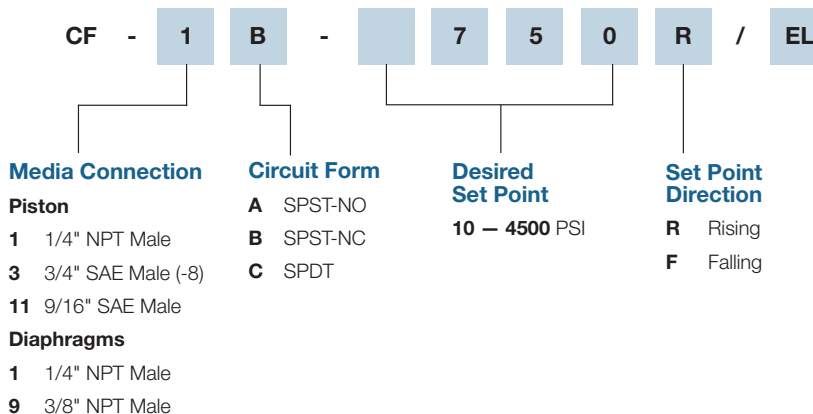 CF - 1 B - 7 5 0 R / EL
Media Connection
Piston
1 1/4" NPT Male
3 3/4" SAE Male (-8)
11 9/16" SAE Male
Diaphragms
1 1/4" NPT Male
9 3/8" NPT Male
Circuit Form
A SPST-NO
B SPST-NC
C SPDT
Desired
Set Point
10 — 4500 PSI
Set Point
Direction
R Rising
F Falling